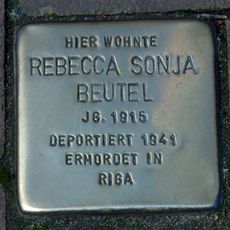 HIER WOHNTE
REBECCA SONJA
BEUTEL
JG. 1915
DEPORTIERT 1941
ERMORDET IN
RIGA